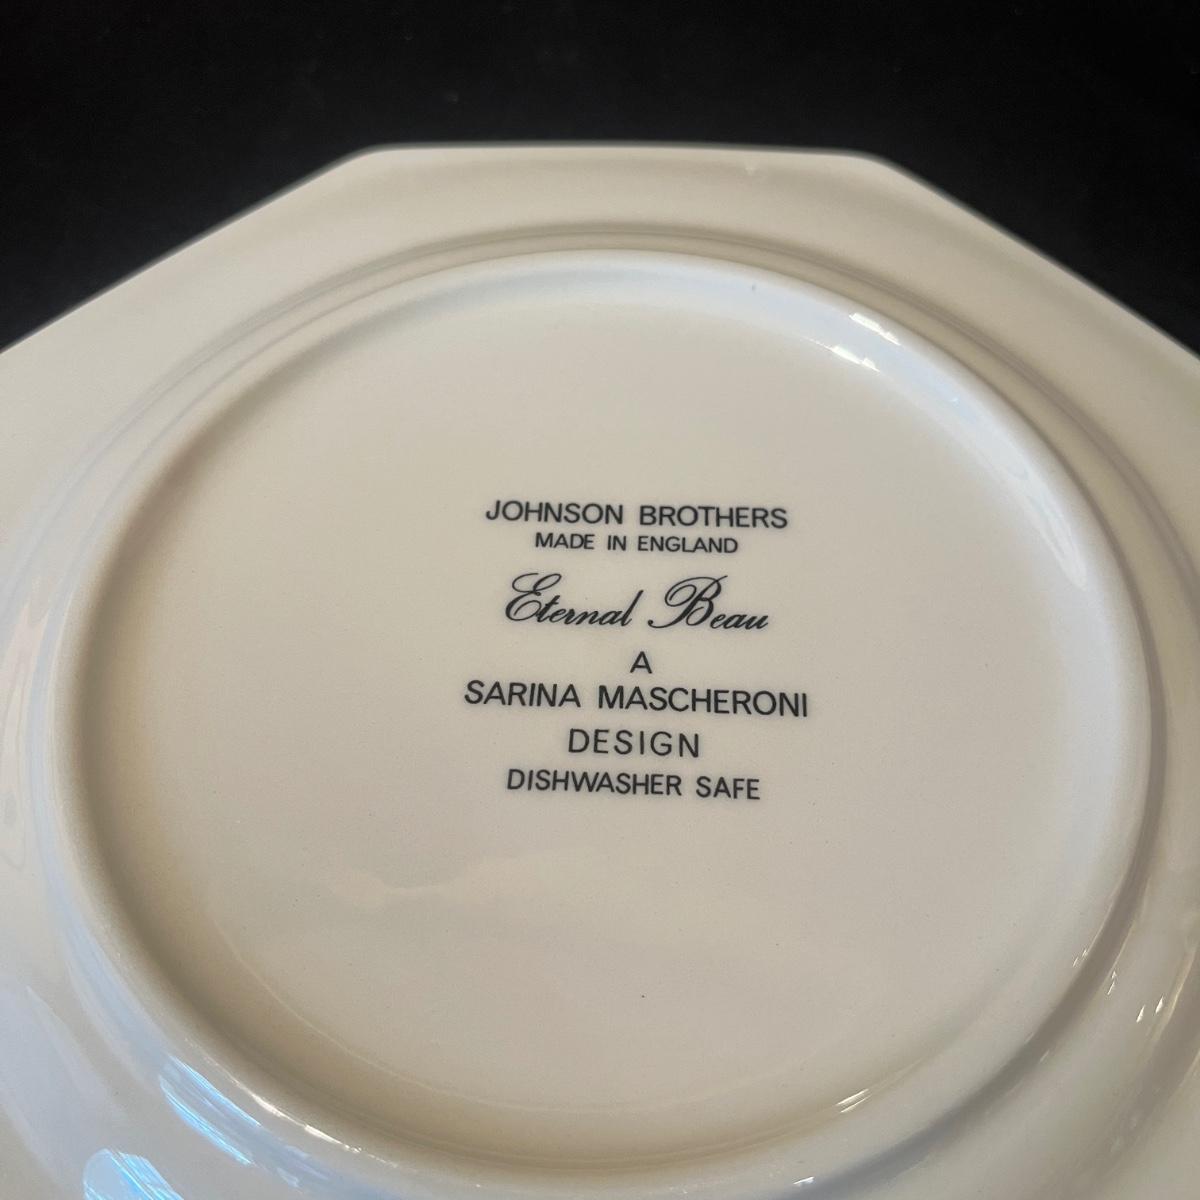 JOHNSON BROTHERS
MADE IN ENGLAND
Eternal Beau
A
SARINA MASCHERONI
DESIGN
DISHWASHER SAFE